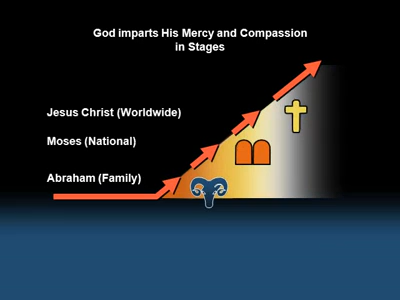 God imparts His Mercy and Compassion
in Stages
Jesus Christ (Worldwide)
Moses (National)
Abraham (Family)